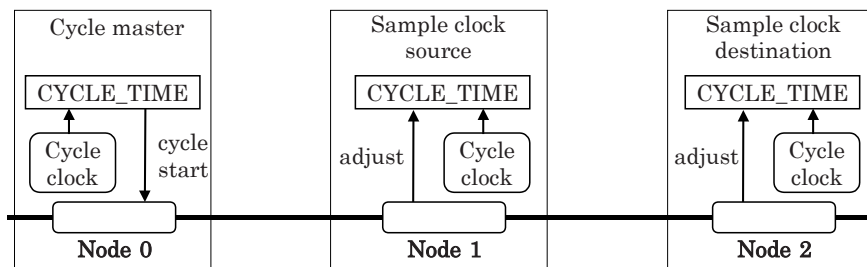 Cycle master
CYCLE_TIME
Cycle
clock
cycle
start
Node 0
Sample clock
source
CYCLE_TIME
adjust
Cycle
clock
Node 1
Sample clock
destination
CYCLE_TIME
adjust
Cycle
clock
Node 2